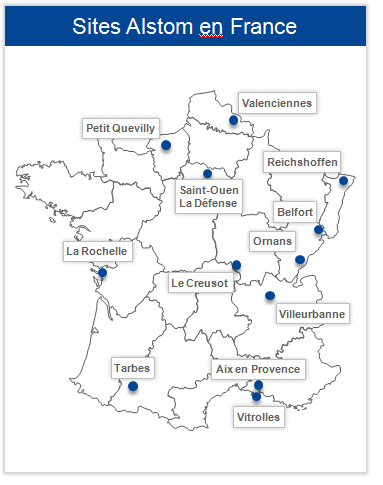 Sites Alstom en France
Valenciennes
Petit Quevilly
Reichshoffen
Saint-Ouen
La Défense
Belfort
Ornans
La Rochelle
Le Creusot
Villeurbanne
Tarbes
Aix en Provence
Vitrolles